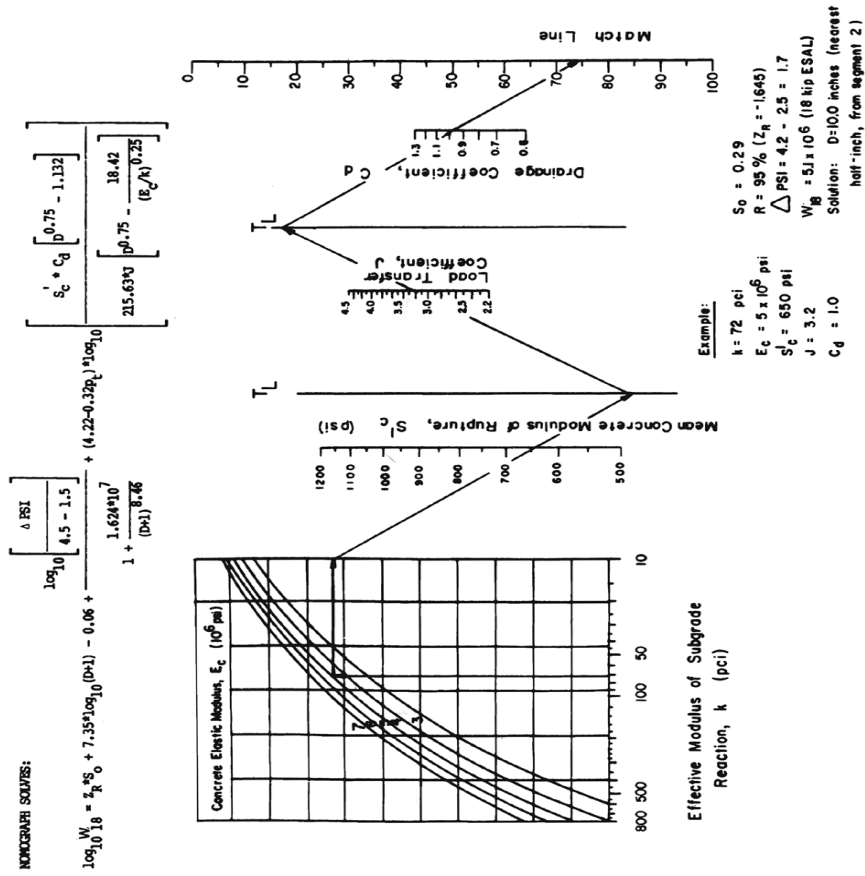 NOMOGRAPH SOLVES:
log10 W18 = ZR*So + 7.35*log10(D+1) - 0.06 + log10 [ Δ PSI / 4.5 - 1.5 ] / 1 + 1.624*10^7 / (D+1)^8.46 + (4.22-0.32pt)*log10 [ S'c * Cd [ D^0.75 - 1.132 ] / 215.63*J [ D^0.75 - 18.42 / (Ec/k)^0.25 ] ]
Concrete Elastic Modulus, Ec (10^6 psi)
7
3
800 500 100 50 10
Effective Modulus of Subgrade
Reaction, k (pci)
Mean Concrete Modulus of Rupture, S'c (psi)
1200
1100
1000
900
800
700
600
500
TL
Load Transfer
Coefficient, J
4.5
4.0
3.5
3.0
2.5
2.2
TL
Drainage Coefficient, Cd
1.3
1.1
0.9
0.7
0.6
Match Line
0
10
20
30
40
50
60
70
80
90
100
Example:
k = 72 pci
Ec = 5 x 10^6 psi
S'c = 650 psi
J = 3.2
Cd = 1.0
So = 0.29
R = 95 % (ZR = -1.645)
△ PSI = 4.2 - 2.5 = 1.7
W18 = 5.1 x 10^6 (18 kip ESAL)
Solution: D=10.0 inches (nearest
half-inch, from segment 2)